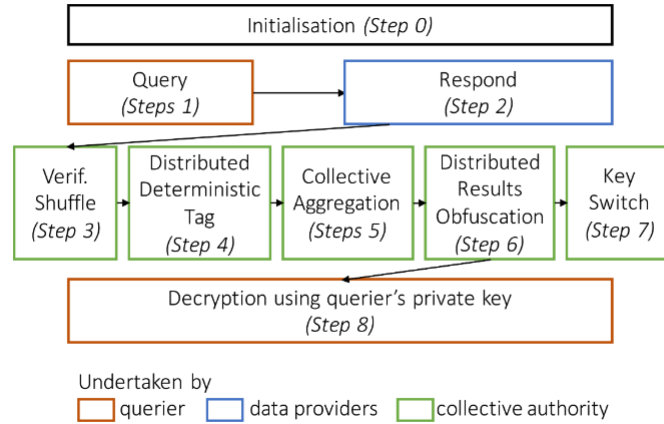 Initialisation (Step 0)
Query
(Steps 1)
Respond
(Step 2)
Verif.
Shuffle
(Step 3)
Distributed
Deterministic
Tag
(Step 4)
Collective
Aggregation
(Steps 5)
Distributed
Results
Obfuscation
(Step 6)
Key
Switch
(Step 7)
Decryption using querier's private key
(Step 8)
Undertaken by
querier
data providers
collective authority